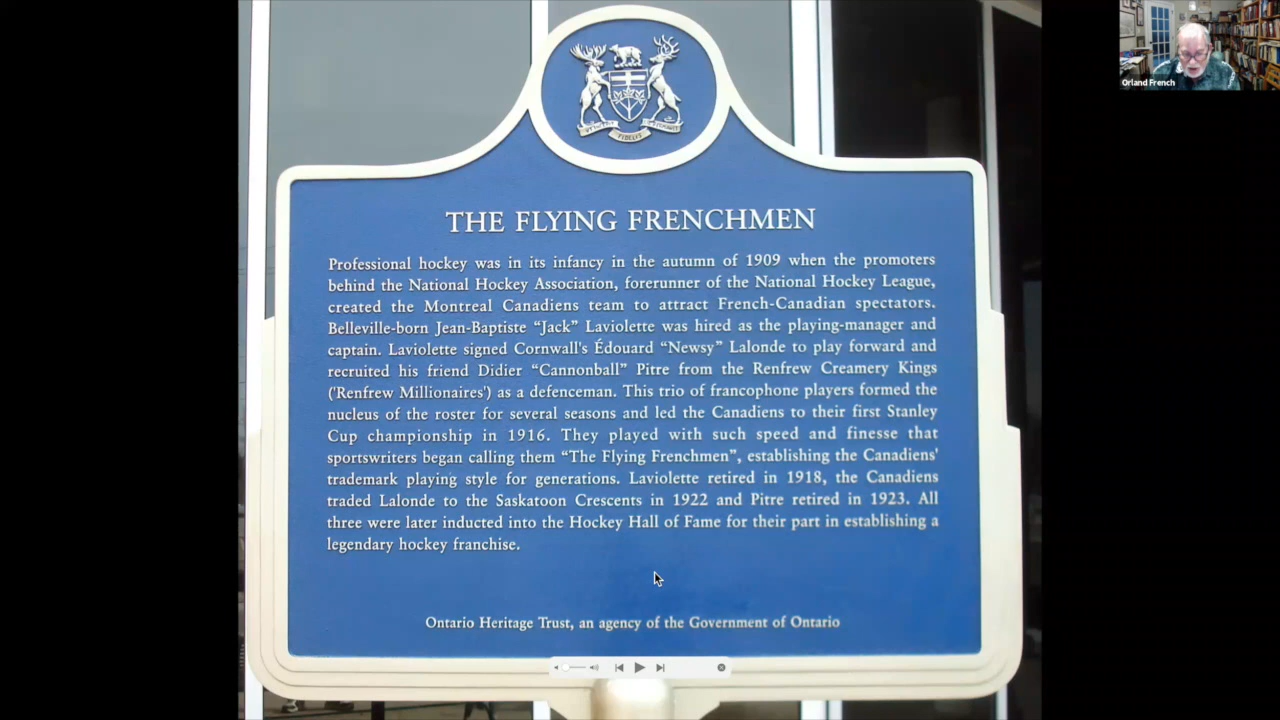 Orland French
THE FLYING FRENCHMEN
Professional hockey was in its infancy in the autumn of 1909 when the promoters
behind the National Hockey Association, forerunner of the National Hockey League,
created the Montreal Canadiens team to attract French-Canadian spectators.
Belleville-born Jean-Baptiste “Jack” Laviolette was hired as the playing-manager and
captain. Laviolette signed Cornwall's Édouard “Newsy” Lalonde to play forward and
recruited his friend Didier “Cannonball” Pitre from the Renfrew Creamery Kings
('Renfrew Millionaires') as a defenceman. This trio of francophone players formed the
nucleus of the roster for several seasons and led the Canadiens to their first Stanley
Cup championship in 1916. They played with such speed and finesse that
sportswriters began calling them “The Flying Frenchmen”, establishing the Canadiens'
trademark playing style for generations. Laviolette retired in 1918, the Canadiens
traded Lalonde to the Saskatoon Crescents in 1922 and Pitre retired in 1923. All
three were later inducted into the Hockey Hall of Fame for their part in establishing a
legendary hockey franchise.
Ontario Heritage Trust, an agency of the Government of Ontario